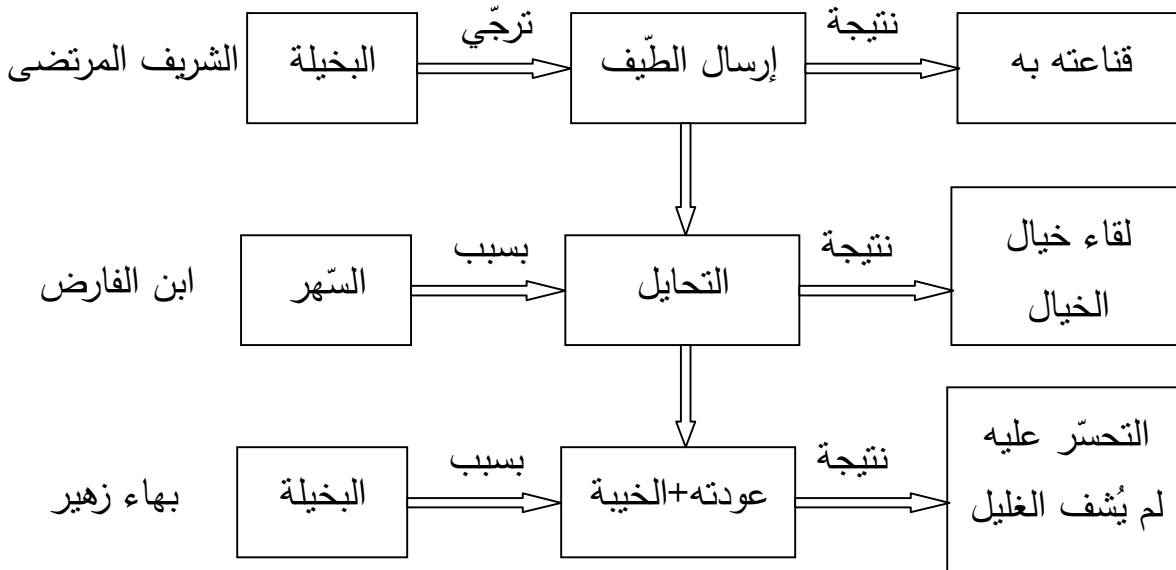 الشريف المرتضى
البخيلة
ترجّي
إرسال الطّيف
نتيجة
قناعته به
ابن الفارض
السّهر
بسبب
التحايل
نتيجة
لقاء خيال
الخيال
بهاء زهير
البخيلة
بسبب
عودته+الخيبة
نتيجة
التحسّر عليه
لم يُشف الغليل